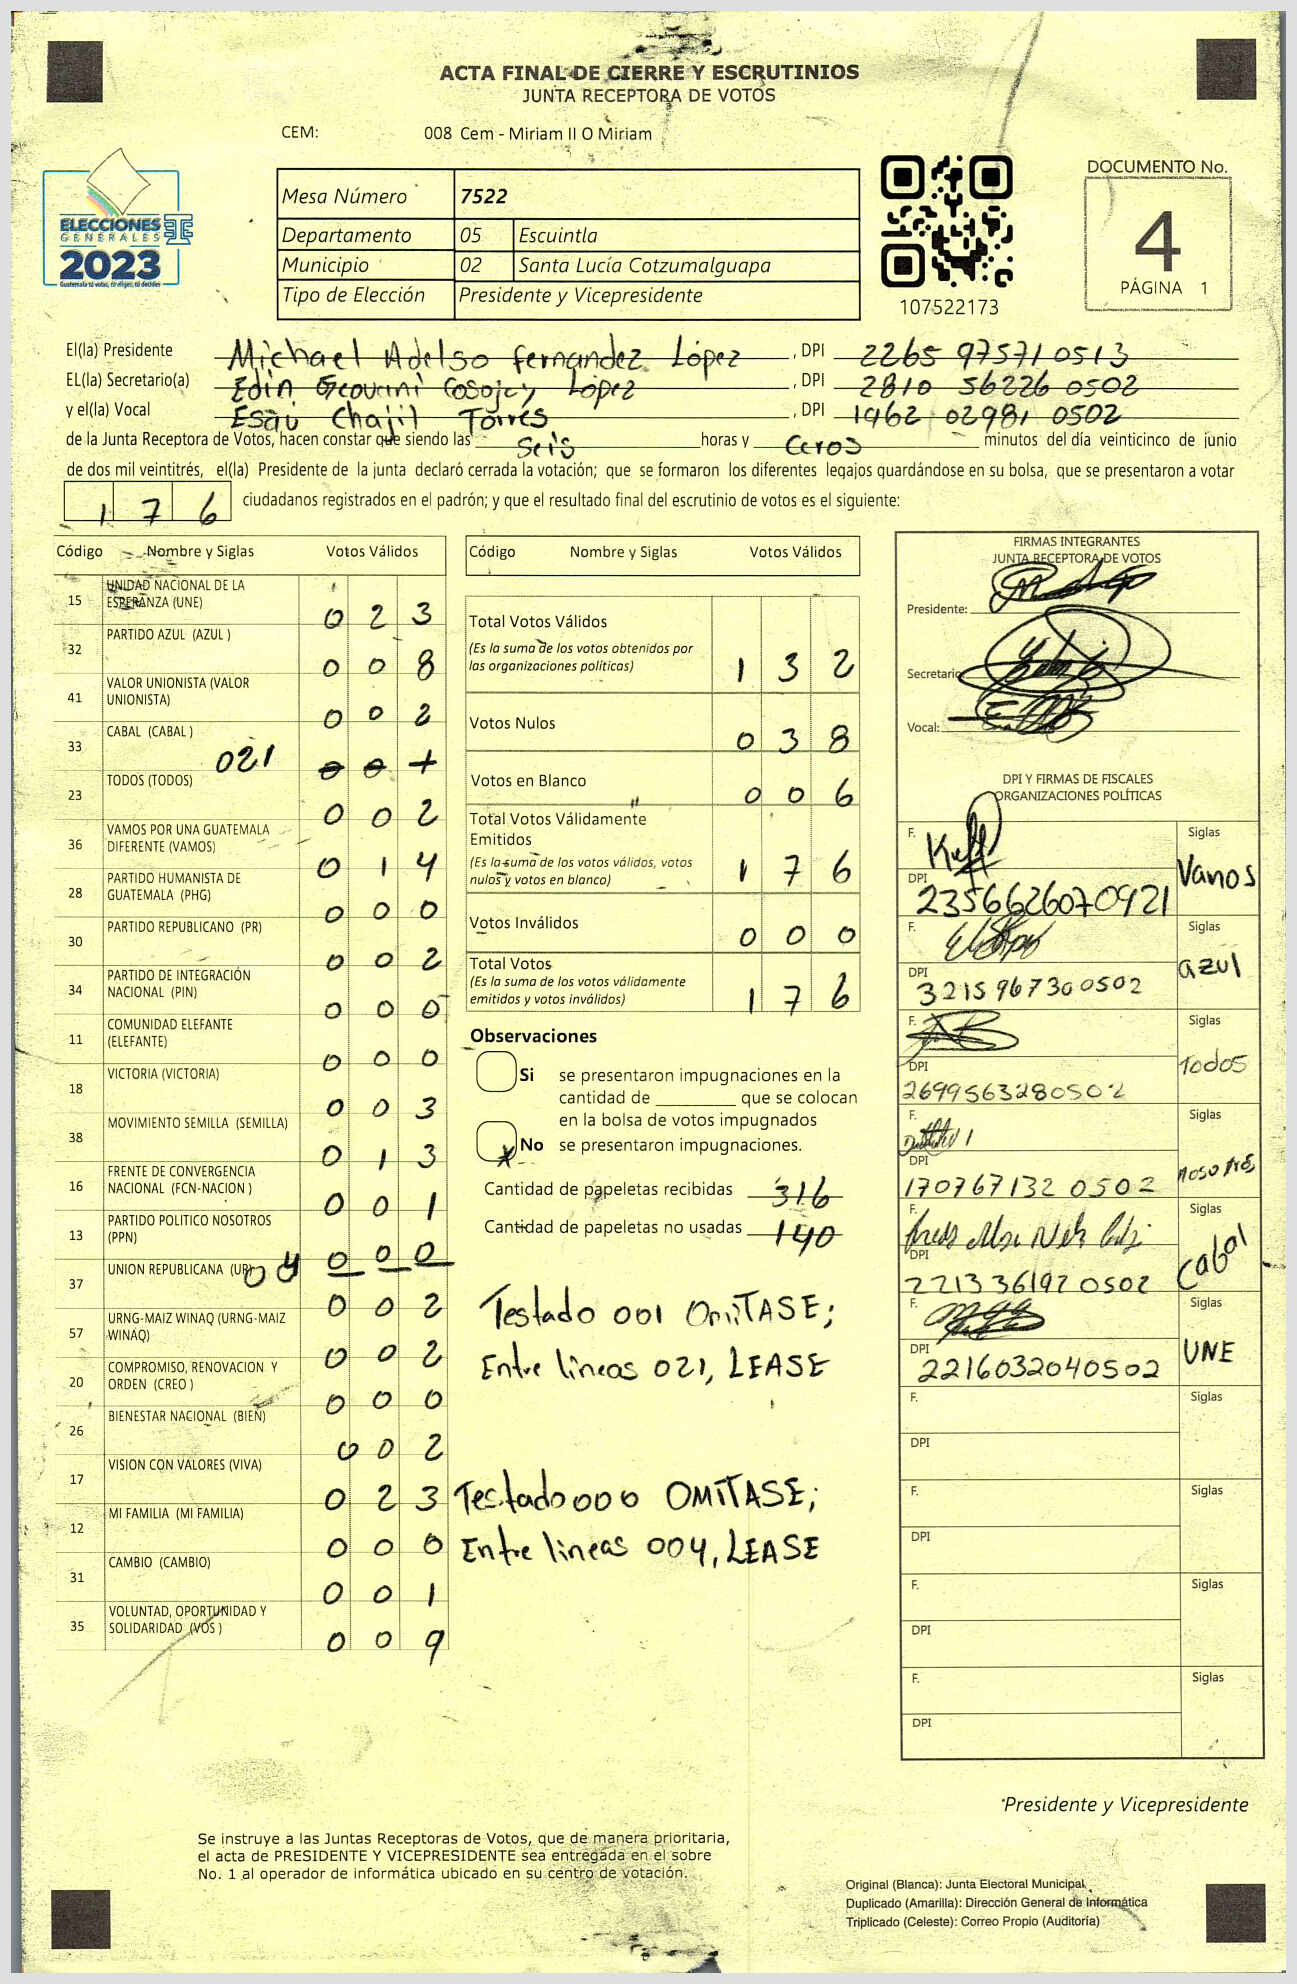 ACTA FINAL DE CIERRE Y ESCRUTINIOS
JUNTA RECEPTORA DE VOTOS
CEM: 008 Cem - Miriam II O Miriam
ELECCIONES
GENERALES
2023
Guatemala tú votas, tú eliges, tú decides
Mesa Número 7522
Departamento 05 Escuintla
Municipio 02 Santa Lucía Cotzumalguapa
Tipo de Elección Presidente y Vicepresidente
107522173
DOCUMENTO No.
4
PÁGINA 1
El(la) Presidente Michael Adelso fernandez López , DPI 2265 97571 0513
EL(la) Secretario(a) Edin Geovani Cosojay López , DPI 2810 56226 0502
y el(la) Vocal Esaú Chajil Torres , DPI 1962 02981 0502
de la Junta Receptora de Votos, hacen constar que siendo las Seis horas y Ceros minutos del día veinticinco de junio
de dos mil veintitrés, el(la) Presidente de la junta declaró cerrada la votación; que se formaron los diferentes legajos guardándose en su bolsa, que se presentaron a votar
176 ciudadanos registrados en el padrón; y que el resultado final del escrutinio de votos es el siguiente:
Código Nombre y Siglas Votos Válidos
15 UNIDAD NACIONAL DE LA ESPERANZA (UNE) 0 2 3
32 PARTIDO AZUL (AZUL ) 0 0 8
41 VALOR UNIONISTA (VALOR UNIONISTA) 0 0 2
33 CABAL (CABAL ) 021 0 0 1
23 TODOS (TODOS) 0 0 2
36 VAMOS POR UNA GUATEMALA DIFERENTE (VAMOS) 0 1 4
28 PARTIDO HUMANISTA DE GUATEMALA (PHG) 0 0 0
30 PARTIDO REPUBLICANO (PR) 0 0 2
34 PARTIDO DE INTEGRACIÓN NACIONAL (PIN) 0 0 0
11 COMUNIDAD ELEFANTE (ELEFANTE) 0 0 0
18 VICTORIA (VICTORIA) 0 0 3
38 MOVIMIENTO SEMILLA (SEMILLA) 0 1 3
16 FRENTE DE CONVERGENCIA NACIONAL (FCN-NACION ) 0 0 1
13 PARTIDO POLITICO NOSOTROS (PPN) 0 0 0
37 UNION REPUBLICANA (UR) 0 0 2
57 URNG-MAIZ WINAQ (URNG-MAIZ WINAQ) 0 0 2
20 COMPROMISO, RENOVACION Y ORDEN (CREO ) 0 0 0
26 BIENESTAR NACIONAL (BIEN) 0 0 2
17 VISION CON VALORES (VIVA) 0 2 3
12 MI FAMILIA (MI FAMILIA) 0 0 0
31 CAMBIO (CAMBIO) 0 0 1
35 VOLUNTAD, OPORTUNIDAD Y SOLIDARIDAD (VOS ) 0 0 9
Código Nombre y Siglas Votos Válidos
Total Votos Válidos 1 3 2
(Es la suma de los votos obtenidos por
las organizaciones políticas)
Votos Nulos 0 3 8
Votos en Blanco 0 0 6
Total Votos Válidamente
Emitidos 1 7 6
(Es la suma de los votos válidos, votos
nulos y votos en blanco)
Votos Inválidos 0 0 0
Total Votos 1 7 6
(Es la suma de los votos válidamente
emitidos y votos inválidos)
Observaciones
Si se presentaron impugnaciones en la
cantidad de ________ que se colocan
en la bolsa de votos impugnados
x No se presentaron impugnaciones.
Cantidad de papeletas recibidas 316
Cantidad de papeletas no usadas 140
Testado 001 OmiTASE;
Entre lineas 021, LEASE
Testado 000 OMITASE;
Entre lineas 004, LEASE
FIRMAS INTEGRANTES
JUNTA RECEPTORA DE VOTOS
Presidente:
Secretario:
Vocal:
DPI Y FIRMAS DE FISCALES
ORGANIZACIONES POLÍTICAS
F. Siglas Vamos
DPI 2356626070921
F. Siglas azul
DPI 3215 96730 0502
F. Siglas Todos
DPI 2699563280502
F. Siglas nosotros
DPI 170767132 0502
F. Siglas Cabal
DPI 2213 36192 0502
F. Siglas UNE
DPI 2216032040502
F. Siglas
DPI
F. Siglas
DPI
F. Siglas
DPI
F. Siglas
DPI
Presidente y Vicepresidente
Se instruye a las Juntas Receptoras de Votos, que de manera prioritaria,
el acta de PRESIDENTE Y VICEPRESIDENTE sea entregada en el sobre
No. 1 al operador de informática ubicado en su centro de votación.
Original (Blanca): Junta Electoral Municipal
Duplicado (Amarilla): Dirección General de Informática
Triplicado (Celeste): Correo Propio (Auditoría)